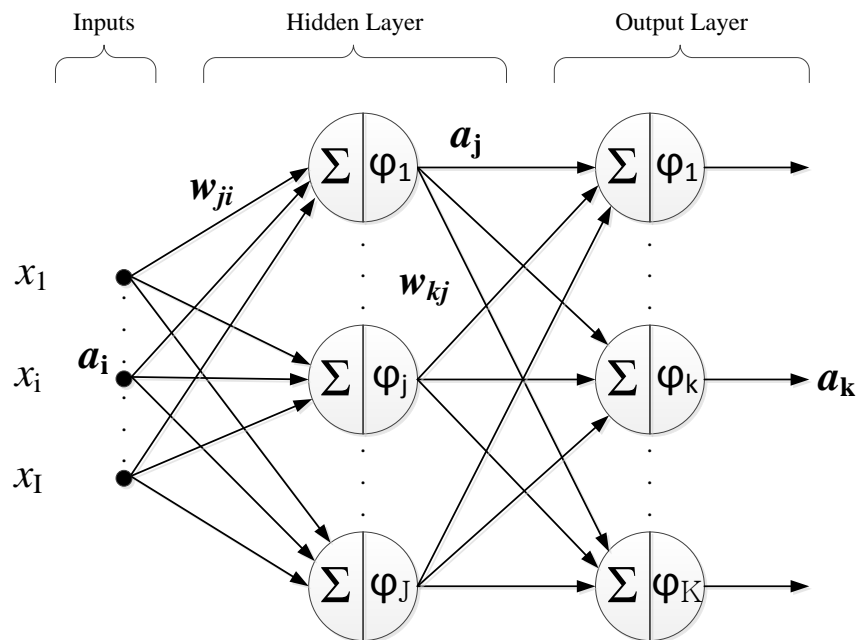 Inputs Hidden Layer Output Layer
a_j
Σ φ_1 Σ φ_1
w_ji
x_1
w_kj
a_i
x_i Σ φ_j Σ φ_k a_k
x_I
Σ φ_J Σ φ_K